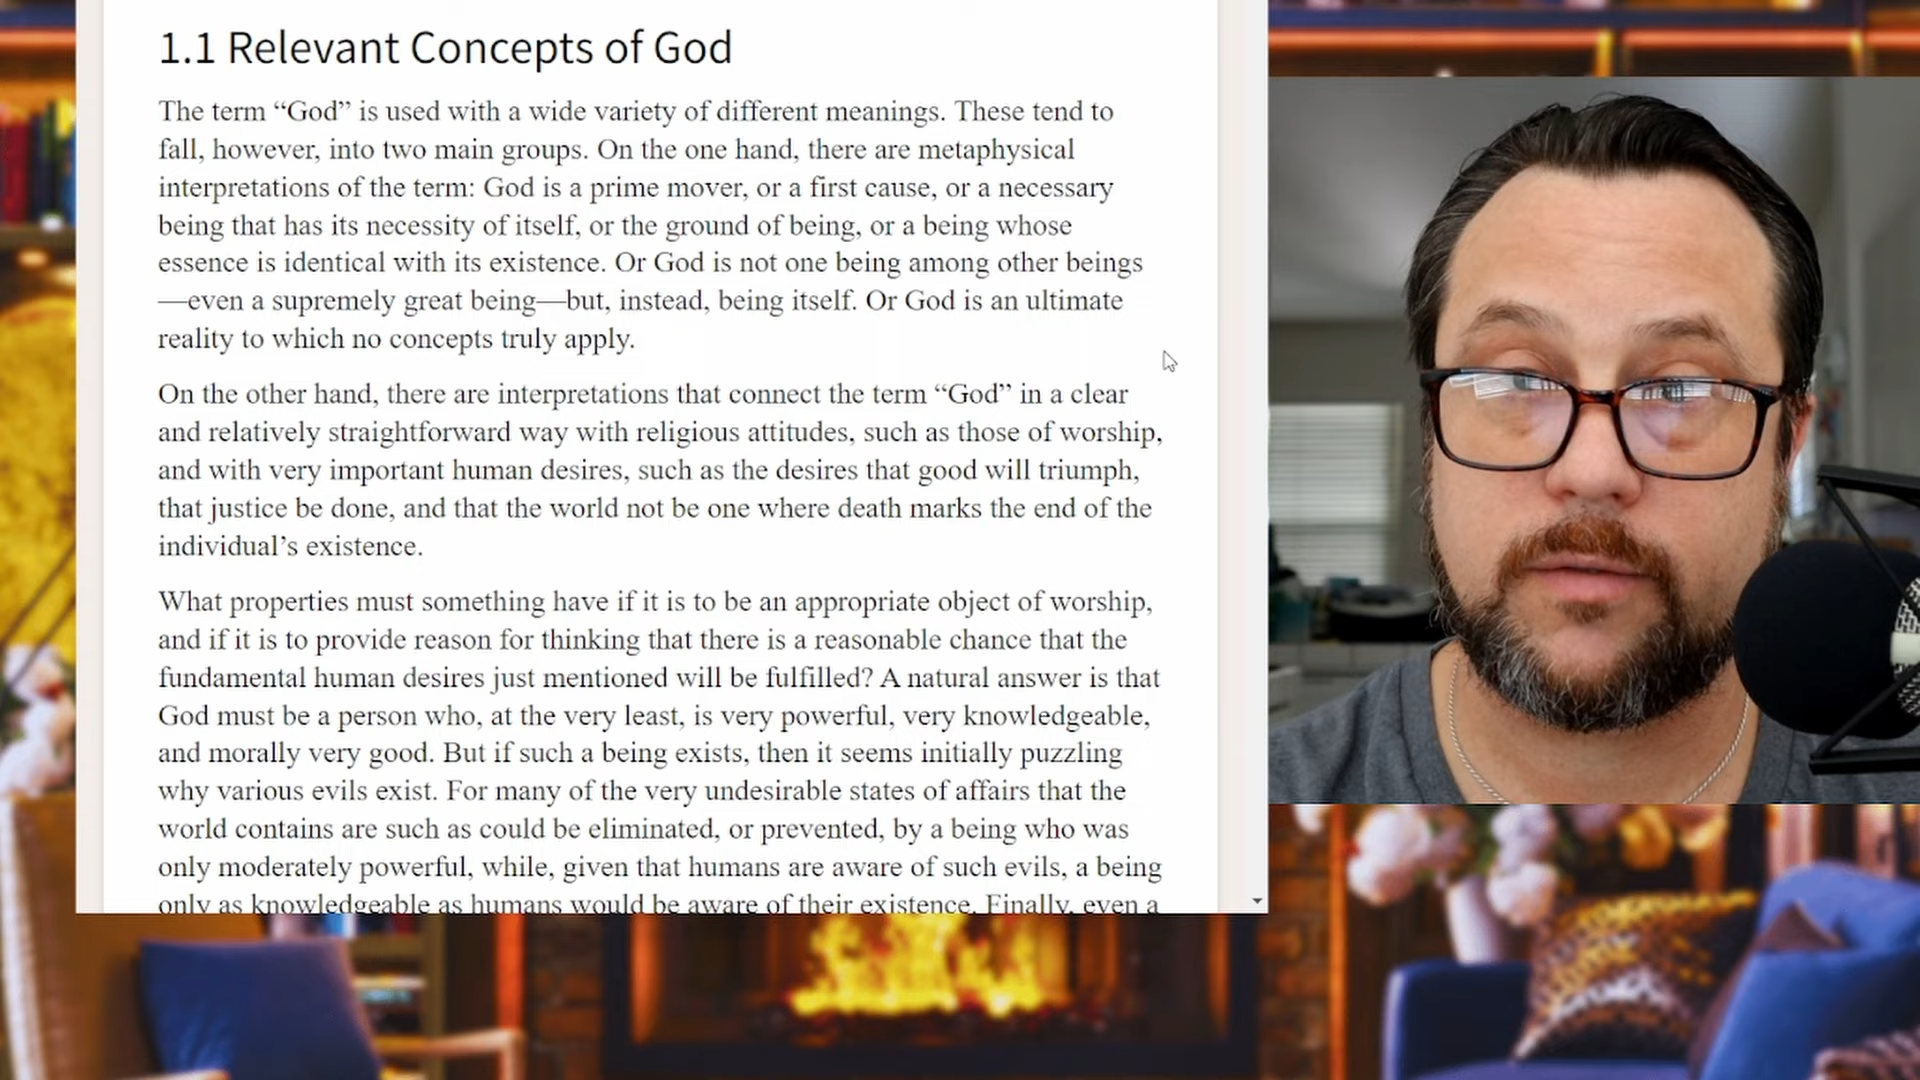 1.1 Relevant Concepts of God
The term “God” is used with a wide variety of different meanings. These tend to
fall, however, into two main groups. On the one hand, there are metaphysical
interpretations of the term: God is a prime mover, or a first cause, or a necessary
being that has its necessity of itself, or the ground of being, or a being whose
essence is identical with its existence. Or God is not one being among other beings
—even a supremely great being—but, instead, being itself. Or God is an ultimate
reality to which no concepts truly apply.
On the other hand, there are interpretations that connect the term “God” in a clear
and relatively straightforward way with religious attitudes, such as those of worship,
and with very important human desires, such as the desires that good will triumph,
that justice be done, and that the world not be one where death marks the end of the
individual’s existence.
What properties must something have if it is to be an appropriate object of worship,
and if it is to provide reason for thinking that there is a reasonable chance that the
fundamental human desires just mentioned will be fulfilled? A natural answer is that
God must be a person who, at the very least, is very powerful, very knowledgeable,
and morally very good. But if such a being exists, then it seems initially puzzling
why various evils exist. For many of the very undesirable states of affairs that the
world contains are such as could be eliminated, or prevented, by a being who was
only moderately powerful, while, given that humans are aware of such evils, a being
only as knowledgeable as humans would be aware of their existence. Finally, even a